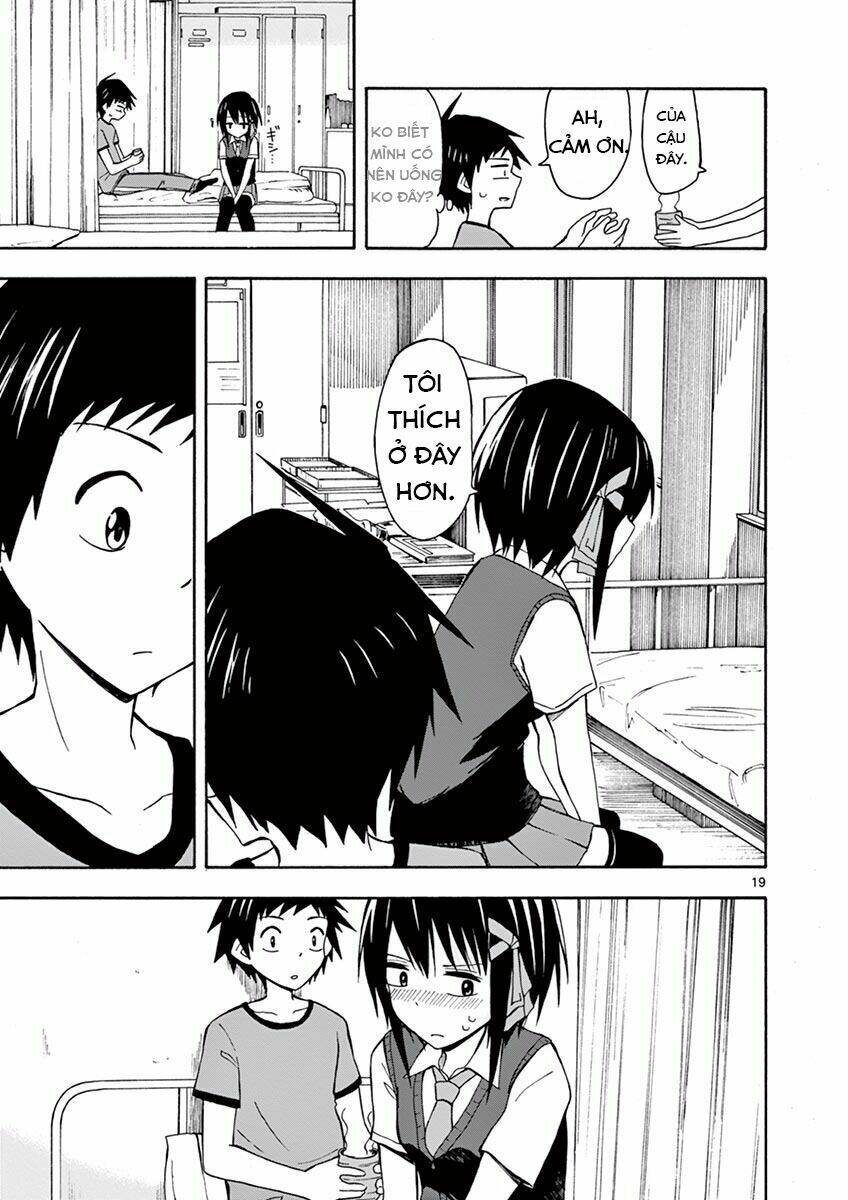 CỦA
CẬU
ĐÂY.
AH,
CẢM ƠN.
KO BIẾT
MÌNH CÓ
NÊN UỐNG
KO ĐÂY?
ギシ…
TÔI
THÍCH
Ở ĐÂY
HƠN.
19